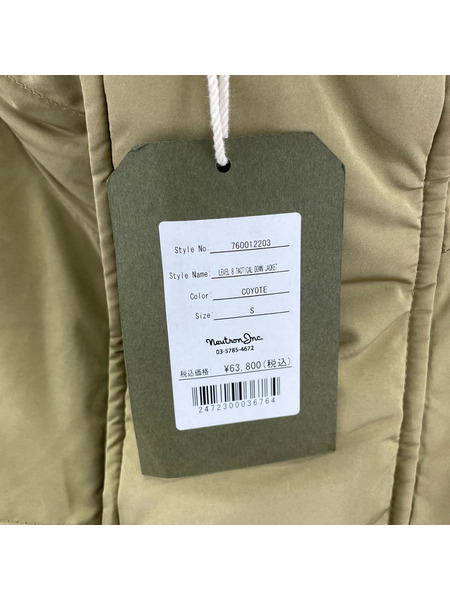 Style No 760012203
Style Name: LEVEL 8 TACTICAL DOWN JACKET
Color: COYOTE
Size: S
Neutron, Inc.
03-5785-4672
税込価格: ¥63,800(税込)
2472300036764